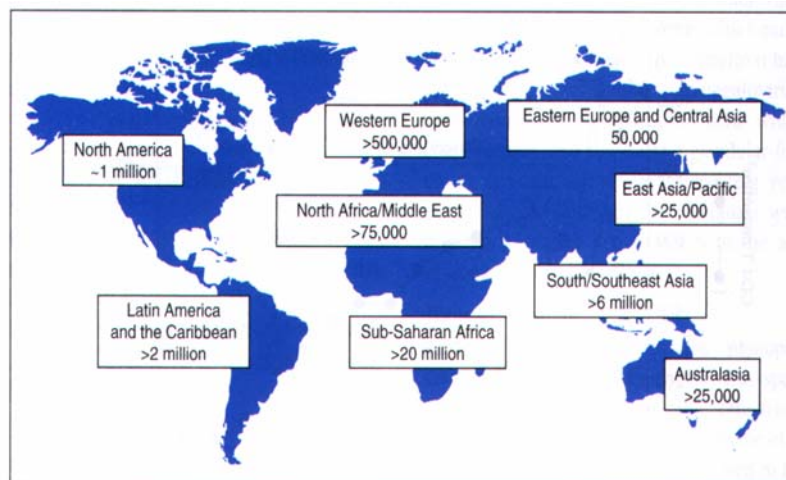 Western Europe
>500,000
Eastern Europe and Central Asia
50,000
North America
~1 million
East Asia/Pacific
>25,000
North Africa/Middle East
>75,000
South/Southeast Asia
>6 million
Latin America
and the Caribbean
>2 million
Sub-Saharan Africa
>20 million
Australasia
>25,000